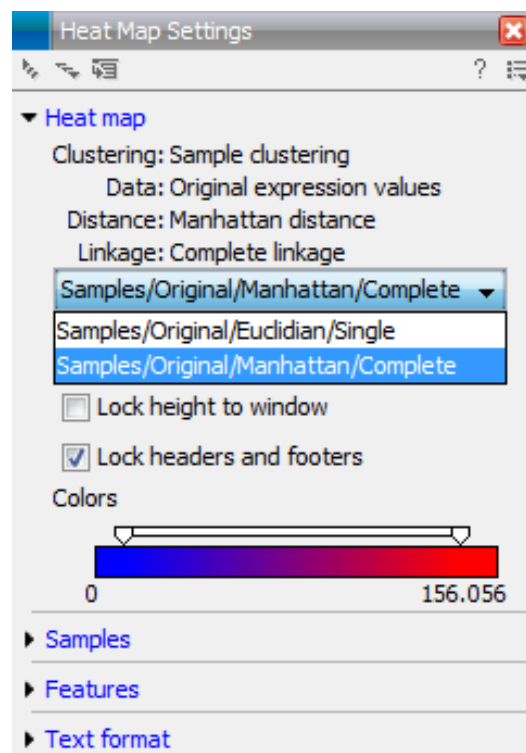 Heat Map Settings
?
Heat map
Clustering: Sample clustering
Data: Original expression values
Distance: Manhattan distance
Linkage: Complete linkage
Samples/Original/Manhattan/Complete
Samples/Original/Euclidian/Single
Samples/Original/Manhattan/Complete
Lock height to window
Lock headers and footers
Colors
0 156.056
Samples
Features
Text format